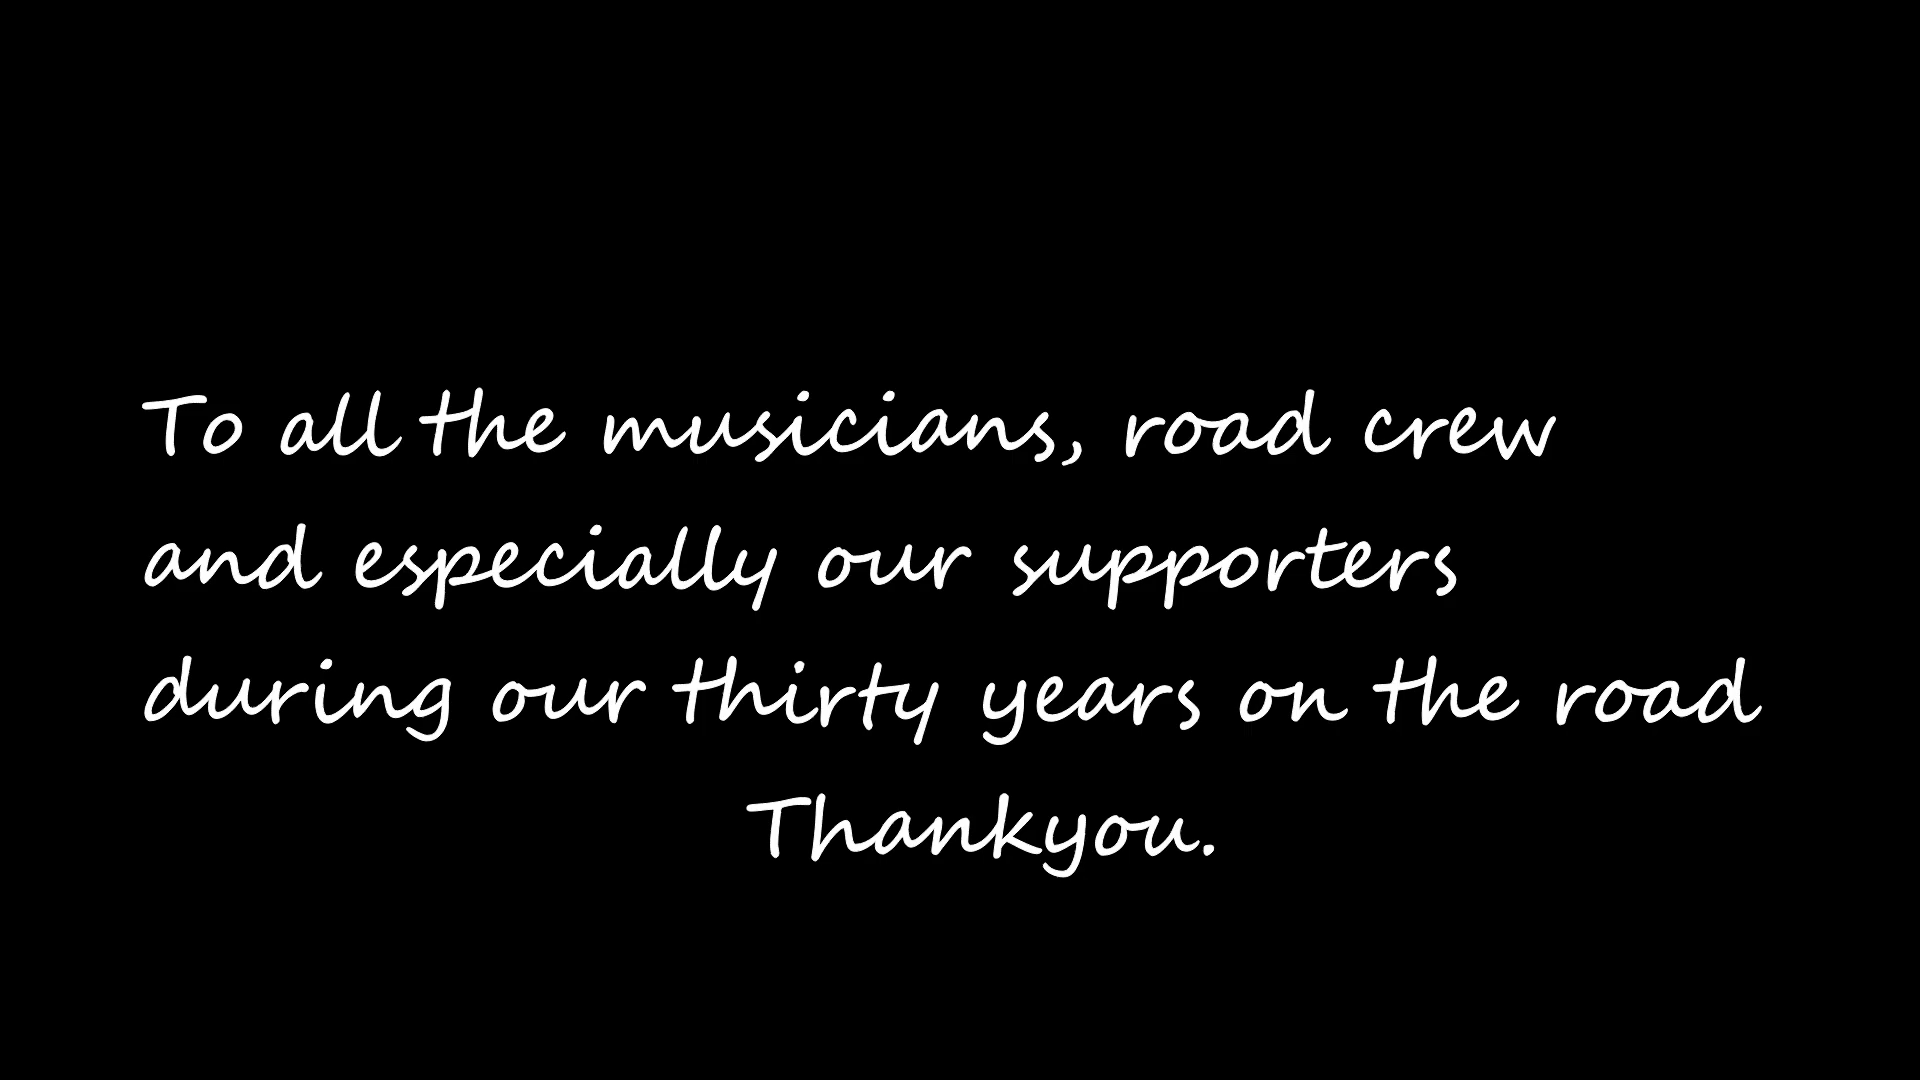 To all the musicians, road crew
and especially our supporters
during our thirty years on the road
Thankyou.